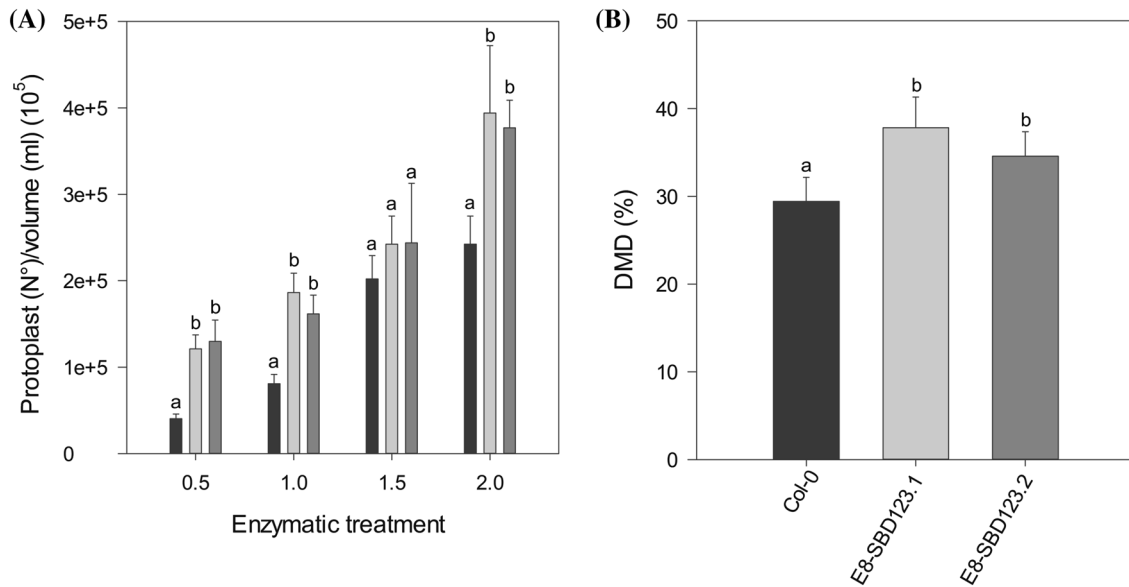 (A)
Protoplast (N°)/volume (ml) (10^5)
5e+5
4e+5
3e+5
2e+5
1e+5
0
a b b
a b b
a a a
a b b
0.5 1.0 1.5 2.0
Enzymatic treatment
(B)
DMD (%)
50
40
30
20
10
0
a b b
Col-0
E8-SBD123.1
E8-SBD123.2